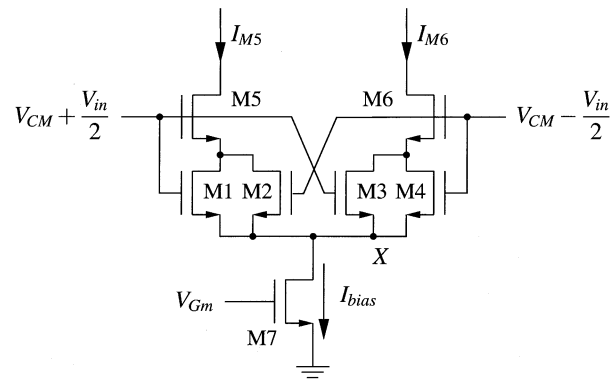 I_{M5} I_{M6}
V_{CM} + \frac{V_{in}}{2} M5 M6 V_{CM} − \frac{V_{in}}{2}
M1 M2 M3 M4
X
V_{Gm} I_{bias}
M7